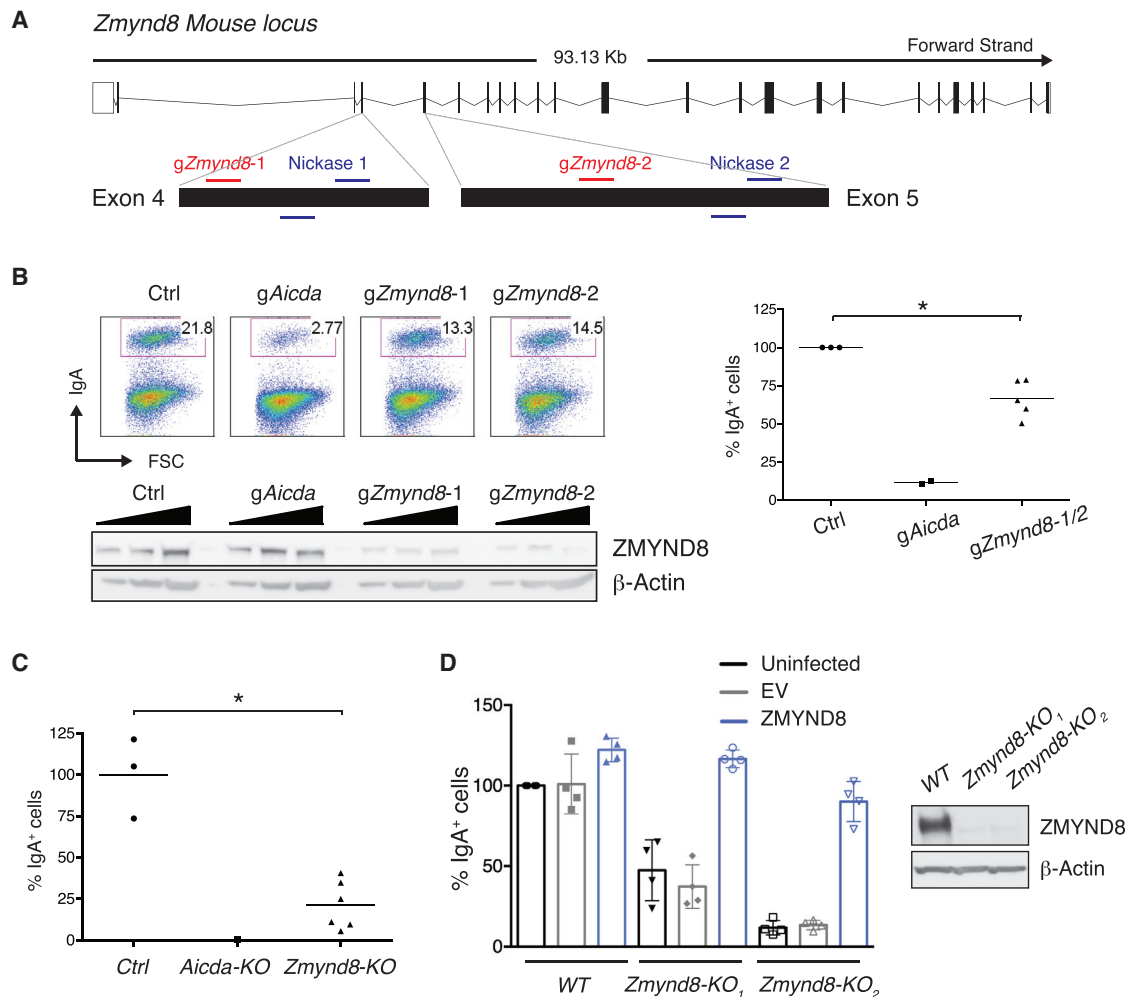 A
Zmynd8 Mouse locus
93.13 Kb
Forward Strand
gZmynd8-1
Nickase 1
gZmynd8-2
Nickase 2
Exon 4
Exon 5
B
Ctrl
gAicda
gZmynd8-1
gZmynd8-2
21.8
2.77
13.3
14.5
IgA
FSC
Ctrl
gAicda
gZmynd8-1
gZmynd8-2
ZMYND8
β-Actin
% IgA+ cells
125
100
75
50
25
0
*
Ctrl
gAicda
gZmynd8-1/2
C
% IgA+ cells
125
100
75
50
25
0
*
Ctrl
Aicda-KO
Zmynd8-KO
D
Uninfected
EV
ZMYND8
% IgA+ cells
150
100
50
0
WT
Zmynd8-KO1
Zmynd8-KO2
WT
Zmynd8-KO1
Zmynd8-KO2
ZMYND8
β-Actin